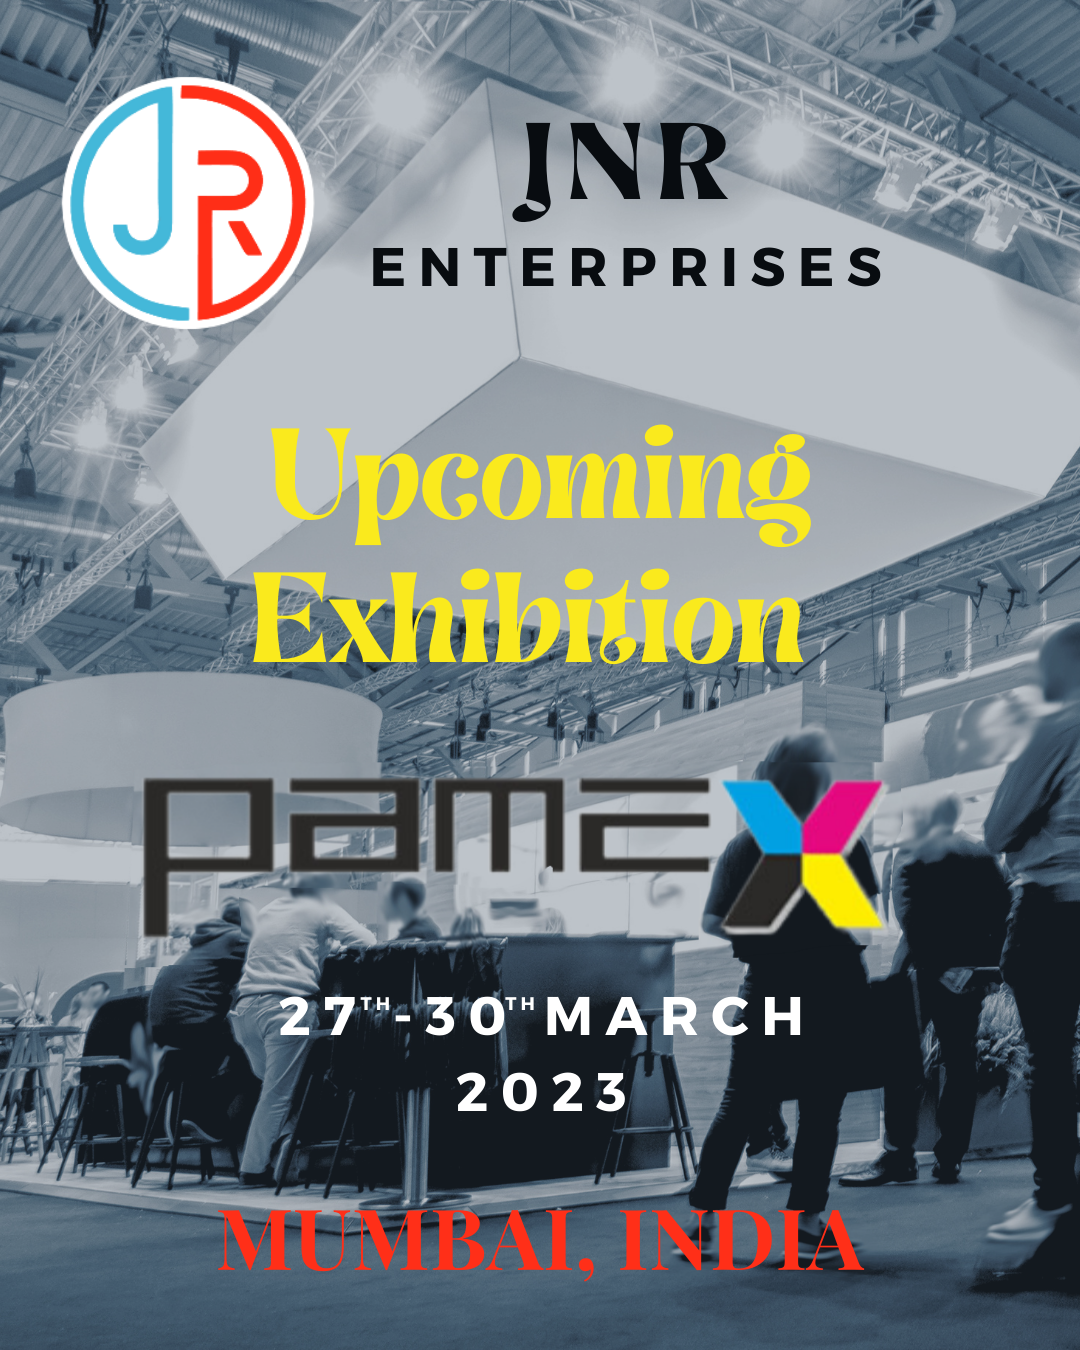 JR
JNR
ENTERPRISES
Upcoming
Exhibition
pameX
27TH-30TH MARCH
2023
MUMBAI, INDIA